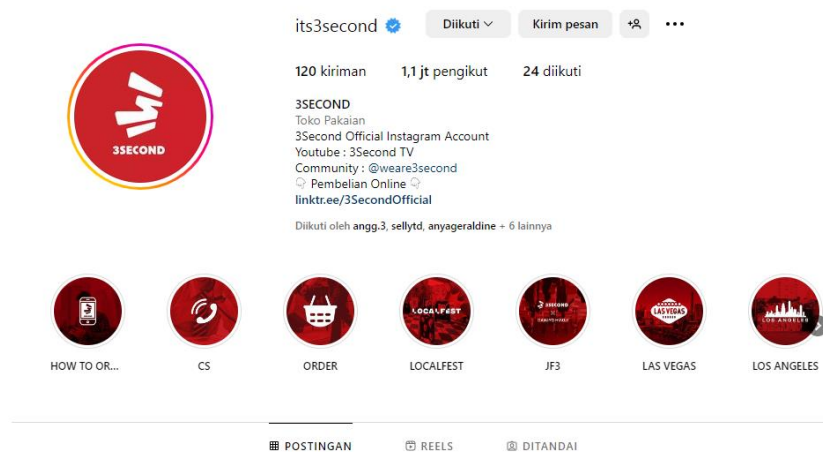 its3second Diikuti Kirim pesan
120 kiriman 1,1 jt pengikut 24 diikuti
3SECOND
3SECOND
Toko Pakaian
3Second Official Instagram Account
Youtube : 3Second TV
Community : @weare3second
Pembelian Online
linktr.ee/3SecondOfficial
Diikuti oleh angg.3, sellytd, anyageraldine + 6 lainnya
LOCALFEST
3SECOND
LAS VEGAS
LOS ANGELES
HOW TO OR... CS ORDER LOCALFEST JF3 LAS VEGAS LOS ANGELES
POSTINGAN REELS DITANDAI